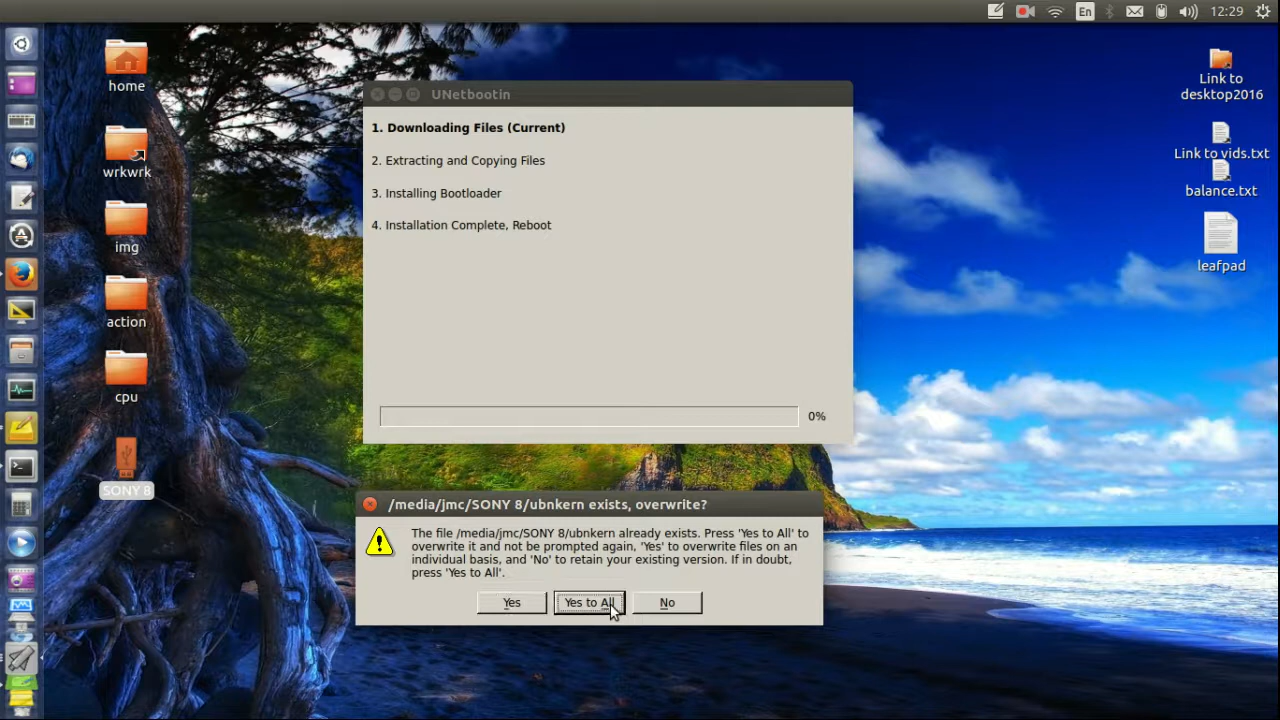 En
12:29
home
wrkwrk
img
action
cpu
SONY 8
Link to
desktop2016
Link to vids.txt
balance.txt
leafpad
UNetbootin
1. Downloading Files (Current)
2. Extracting and Copying Files
3. Installing Bootloader
4. Installation Complete, Reboot
0%
/media/jmc/SONY 8/ubnkern exists, overwrite?
The file /media/jmc/SONY 8/ubnkern already exists. Press 'Yes to All' to
overwrite it and not be prompted again, 'Yes' to overwrite files on an
individual basis, and 'No' to retain your existing version. If in doubt,
press 'Yes to All'.
Yes
Yes to All
No